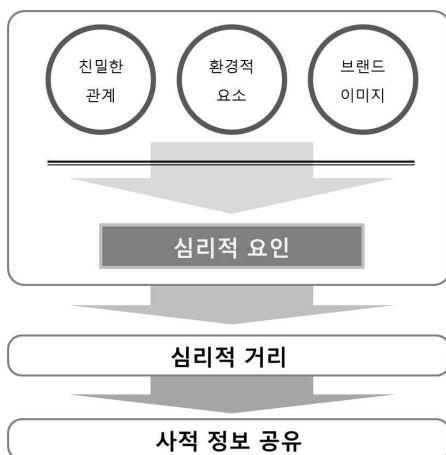 친밀한
관계
환경적
요소
브랜드
이미지
심리적 요인
심리적 거리
사적 정보 공유